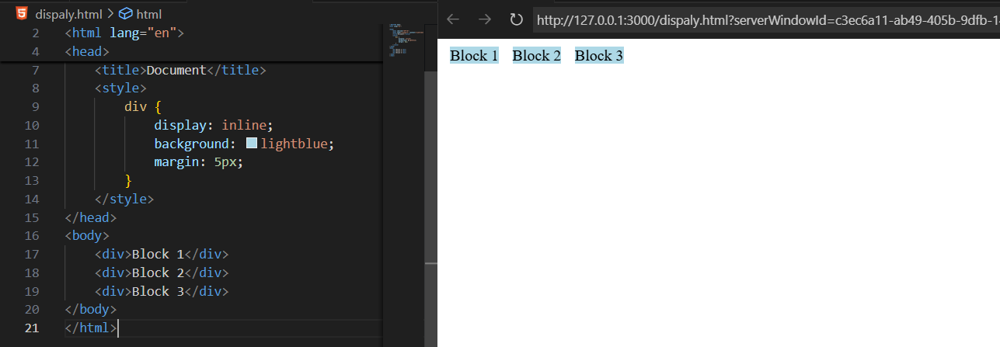 dispaly.html > html
2 <html lang="en">
4 <head>
7 <title>Document</title>
8 <style>
9 div {
10 display: inline;
11 background: lightblue;
12 margin: 5px;
13 }
14 </style>
15 </head>
16 <body>
17 <div>Block 1</div>
18 <div>Block 2</div>
19 <div>Block 3</div>
20 </body>
21 </html>
http://127.0.0.1:3000/dispaly.html?serverWindowId=c3ec6a11-ab49-405b-9dfb-1
Block 1 Block 2 Block 3